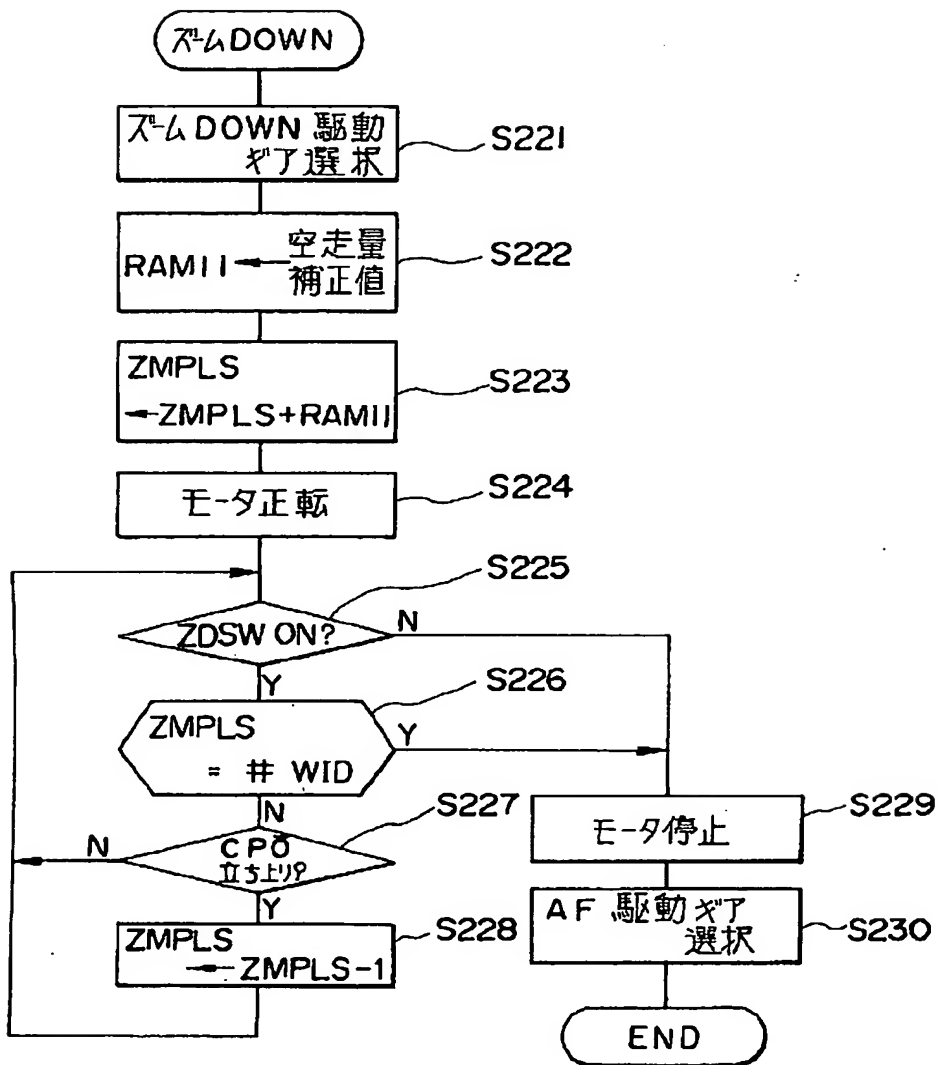 ズームDOWN
ズームDOWN 駆動
ギア選択
S221
RAM11 ← 空走量
補正値
S222
ZMPLS
←ZMPLS+RAM11
S223
モータ正転
S224
S225
ZDSW ON?
N
Y
S226
ZMPLS
= # WID
Y
N
S227
CPO
立ち上り?
N
Y
S228
ZMPLS
← ZMPLS-1
モータ停止
S229
AF 駆動ギア
選択
S230
END